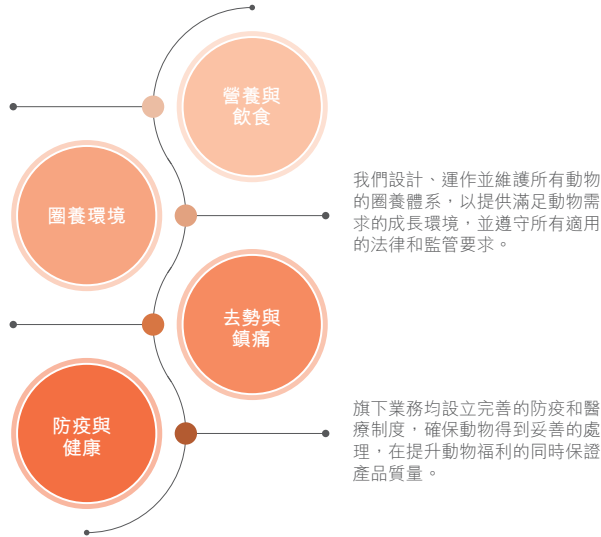 營養與
飲食
圈養環境
我們設計、運作並維護所有動物
的圈養體系，以提供滿足動物需
求的成長環境，並遵守所有適用
的法律和監管要求。
去勢與
鎮痛
防疫與
健康
旗下業務均設立完善的防疫和醫
療制度，確保動物得到妥善的處
理，在提升動物福利的同時保證
產品質量。